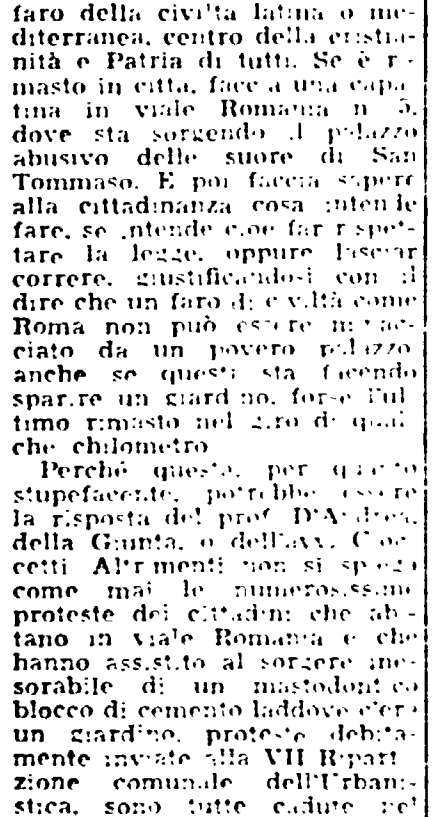 faro della civiltà latina o me-
diterranea, centro della cristia-
nità e Patria di tutti. Se è ri-
masto in città, faccia una capa-
tina in viale Romania n. 5,
dove sta sorgendo il palazzo
abusivo delle suore di San
Tommaso. E poi faccia sapere
alla cittadinanza cosa intende
fare, se intende cioè far rispet-
tare la legge, oppure lasciar
correre, giustificandosi con il
dire che un faro di civiltà come
Roma non può essere minac-
ciato da un povero palazzo
anche se questi sta facendo
sparire un giardino, forse l'ul-
timo rimasto nel giro di qual-
che chilometro.
Perché questa, per quanto
stupefacente, potrebbe essere
la risposta del prof. D'Andrea,
della Giunta, o dell'avv. Cioc-
cetti. Altrimenti non si spiega
come mai le numerosissime
proteste dei cittadini che abi-
tano in viale Romania e che
hanno assistito al sorgere ine-
sorabile di un mastodontico
blocco di cemento laddove c'era
un giardino, proteste debita-
mente inviate alla VII Riparti-
zione comunale dell'Urbani-
stica, sono tutte cadute nel